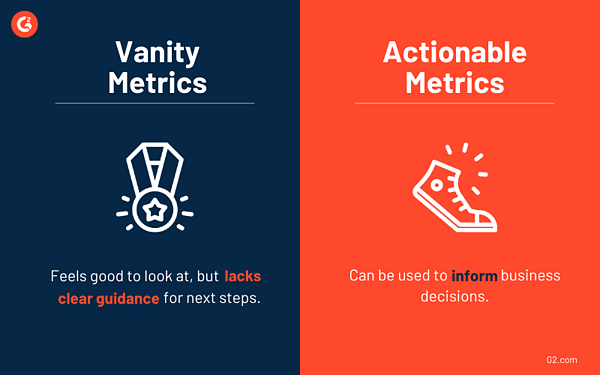 G2
Vanity
Metrics
Feels good to look at, but lacks
clear guidance for next steps.
Actionable
Metrics
Can be used to inform business
decisions.
G2.com